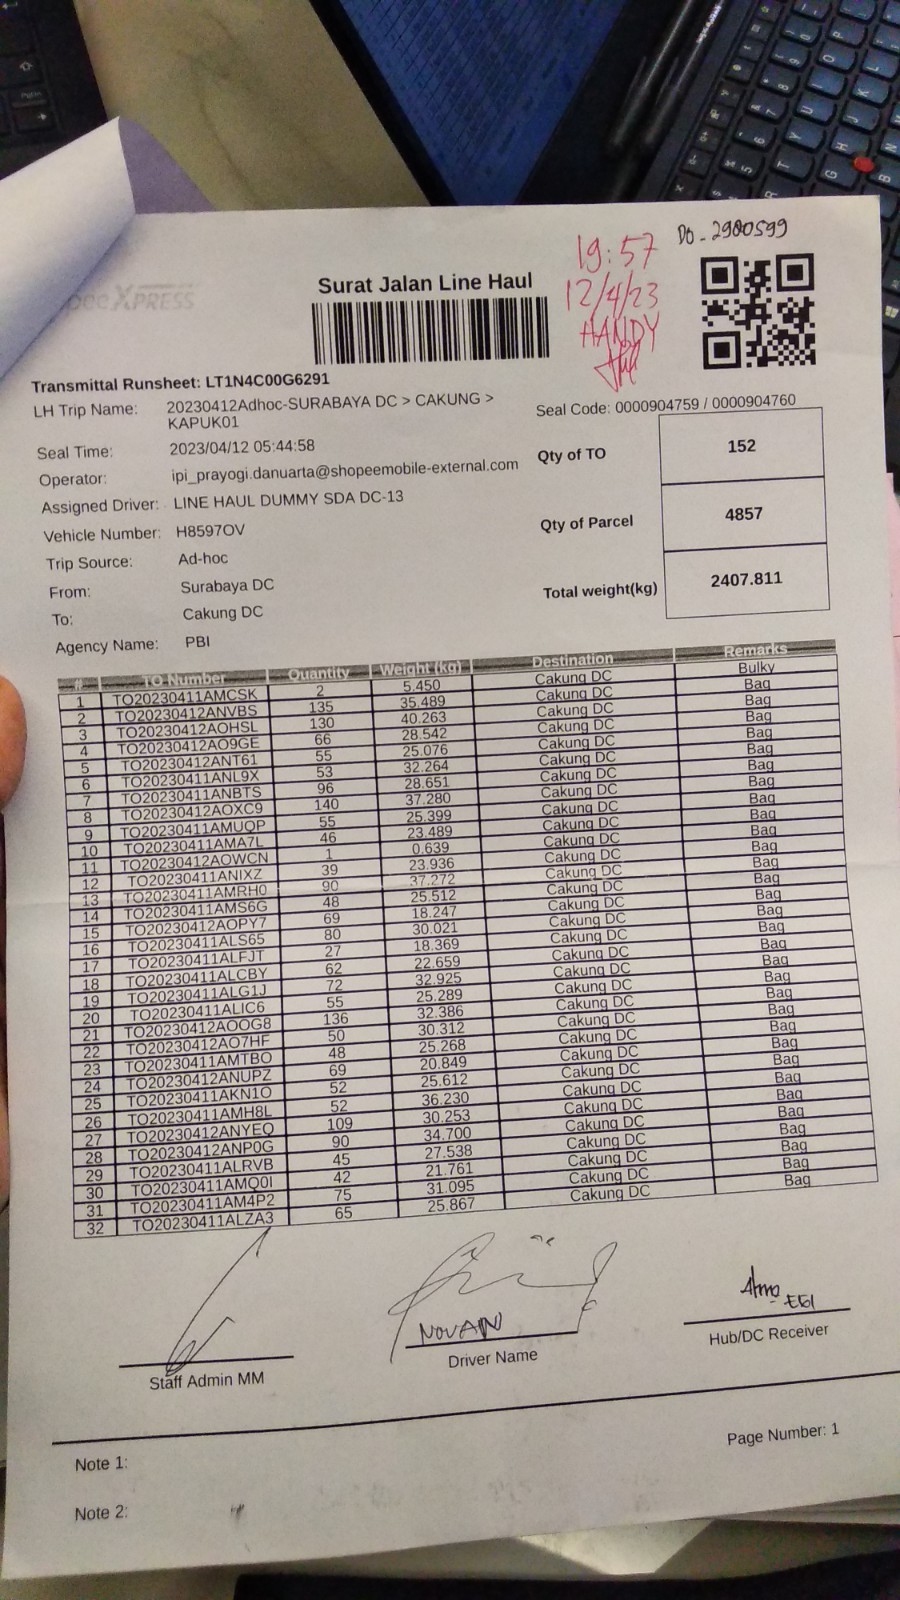 DO - 2900599
19:57
12/4/23
HANDY
XPRESS
Surat Jalan Line Haul
Transmittal Runsheet: LT1N4C00G6291
LH Trip Name: 20230412Adhoc-SURABAYA DC > CAKUNG > KAPUK01
Seal Code: 0000904759 / 0000904760
Seal Time: 2023/04/12 05:44:58
Operator: ipi_prayogi.danuarta@shopeemobile-external.com
Assigned Driver: LINE HAUL DUMMY SDA DC-13
Vehicle Number: H8597OV
Trip Source: Ad-hoc
From: Surabaya DC
To: Cakung DC
Agency Name: PBI
Qty of TO 152
Qty of Parcel 4857
Total weight(kg) 2407.811
# TO Number Quantity Weight (kg) Destination Remarks
1 TO20230411AMCSK 2 5.450 Cakung DC Bulky
2 TO20230412ANVBS 135 35.489 Cakung DC Bag
3 TO20230412AOHSL 130 40.263 Cakung DC Bag
4 TO20230412AO9GE 66 28.542 Cakung DC Bag
5 TO20230412ANT61 55 25.076 Cakung DC Bag
6 TO20230411ANL9X 53 32.264 Cakung DC Bag
7 TO20230411ANBTS 96 28.651 Cakung DC Bag
8 TO20230412AOXC9 140 37.280 Cakung DC Bag
9 TO20230411AMUQP 55 25.399 Cakung DC Bag
10 TO20230411AMA7L 46 23.489 Cakung DC Bag
11 TO20230412AOWCN 1 0.639 Cakung DC Bag
12 TO20230411ANIXZ 39 23.936 Cakung DC Bag
13 TO20230411AMRH0 90 37.272 Cakung DC Bag
14 TO20230411AMS6G 48 25.512 Cakung DC Bag
15 TO20230412AOPY7 69 18.247 Cakung DC Bag
16 TO20230411ALS65 80 30.021 Cakung DC Bag
17 TO20230411ALFJT 27 18.369 Cakung DC Bag
18 TO20230411ALCBY 62 22.659 Cakung DC Bag
19 TO20230411ALG1J 72 32.925 Cakung DC Bag
20 TO20230411ALIC6 55 25.289 Cakung DC Bag
21 TO20230412AOOG8 136 32.386 Cakung DC Bag
22 TO20230412AO7HF 50 30.312 Cakung DC Bag
23 TO20230411AMTBO 48 25.268 Cakung DC Bag
24 TO20230412ANUPZ 69 20.849 Cakung DC Bag
25 TO20230411AKN1O 52 25.612 Cakung DC Bag
26 TO20230411AMH8L 52 36.230 Cakung DC Bag
27 TO20230412ANYEQ 109 30.253 Cakung DC Bag
28 TO20230412ANP0G 90 34.700 Cakung DC Bag
29 TO20230411ALRVB 45 27.538 Cakung DC Bag
30 TO20230411AMQ0I 42 21.761 Cakung DC Bag
31 TO20230411AM4P2 75 31.095 Cakung DC Bag
32 TO20230411ALZA3 65 25.867 Cakung DC Bag
NOVAN
Staff Admin MM
Driver Name
Hub/DC Receiver
Page Number: 1
Note 1:
Note 2: